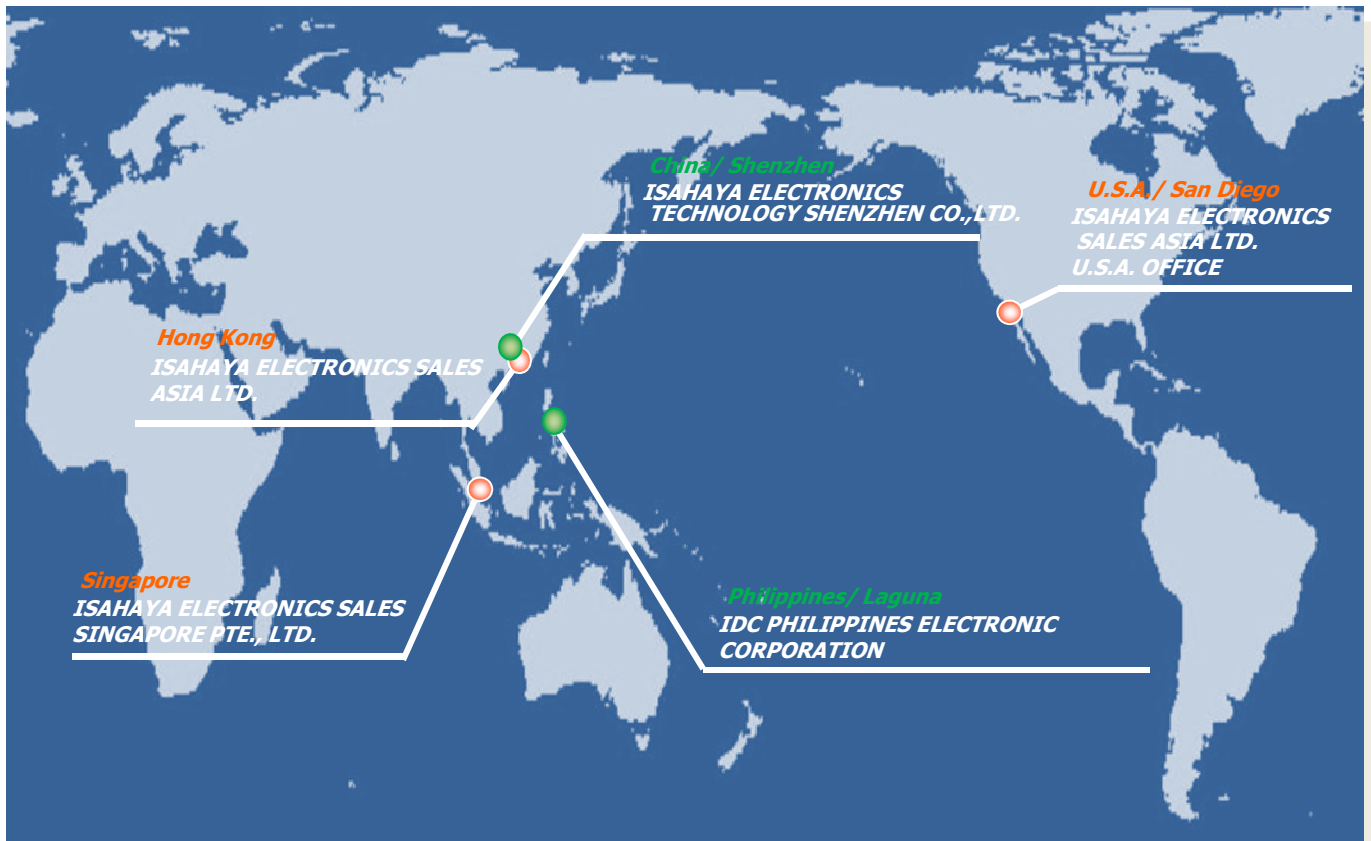 China/ Shenzhen
ISAHAYA ELECTRONICS
TECHNOLOGY SHENZHEN CO.,LTD.
U.S.A./ San Diego
ISAHAYA ELECTRONICS
SALES ASIA LTD.
U.S.A. OFFICE
Hong Kong
ISAHAYA ELECTRONICS SALES
ASIA LTD.
Singapore
ISAHAYA ELECTRONICS SALES
SINGAPORE PTE., LTD.
Philippines/ Laguna
IDC PHILIPPINES ELECTRONIC
CORPORATION